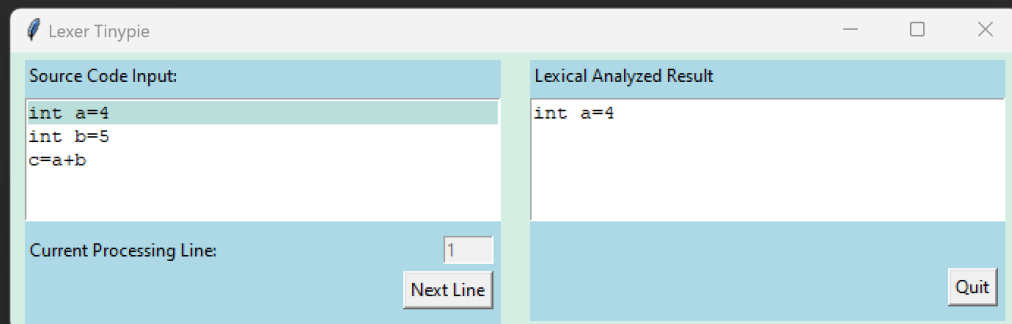 Lexer Tinypie
Source Code Input:
int a=4
int b=5
c=a+b
Current Processing Line:
1
Next Line
Lexical Analyzed Result
int a=4
Quit